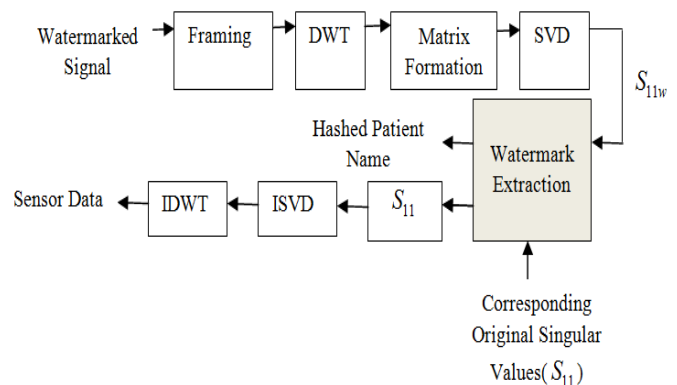 Watermarked
Signal
Framing
DWT
Matrix
Formation
SVD
S11w
Hashed Patient
Name
Watermark
Extraction
Sensor Data
IDWT
ISVD
S11
Corresponding
Original Singular
Values( S11 )